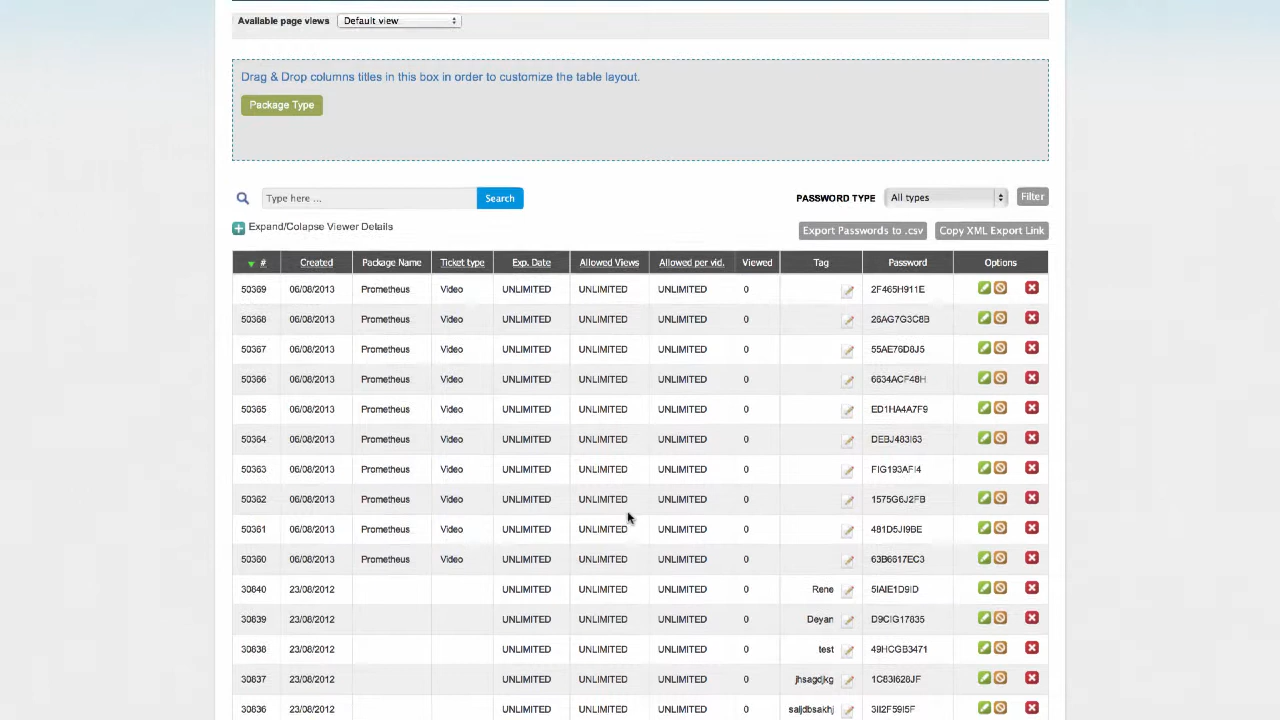 Available page views Default view
Drag & Drop columns titles in this box in order to customize the table layout.
Package Type
Type here ... Search PASSWORD TYPE All types Filter
Expand/Colapse Viewer Details Export Passwords to .csv Copy XML Export Link
# Created Package Name Ticket type Exp. Date Allowed Views Allowed per vid. Viewed Tag Password Options
50369 06/08/2013 Prometheus Video UNLIMITED UNLIMITED UNLIMITED 0 2F465H911E
50368 06/08/2013 Prometheus Video UNLIMITED UNLIMITED UNLIMITED 0 26AG7G3C8B
50367 06/08/2013 Prometheus Video UNLIMITED UNLIMITED UNLIMITED 0 55AE76D8J5
50366 06/08/2013 Prometheus Video UNLIMITED UNLIMITED UNLIMITED 0 6634ACF48H
50365 06/08/2013 Prometheus Video UNLIMITED UNLIMITED UNLIMITED 0 ED1HA4A7F9
50364 06/08/2013 Prometheus Video UNLIMITED UNLIMITED UNLIMITED 0 DEBJ483I63
50363 06/08/2013 Prometheus Video UNLIMITED UNLIMITED UNLIMITED 0 FIG193AFI4
50362 06/08/2013 Prometheus Video UNLIMITED UNLIMITED UNLIMITED 0 1575G6J2FB
50361 06/08/2013 Prometheus Video UNLIMITED UNLIMITED UNLIMITED 0 481D5JI9BE
50360 06/08/2013 Prometheus Video UNLIMITED UNLIMITED UNLIMITED 0 63B6617EC3
30840 23/08/2012 UNLIMITED UNLIMITED UNLIMITED 0 Rene 5IAIE1D9ID
30839 23/08/2012 UNLIMITED UNLIMITED UNLIMITED 0 Deyan D9CIG17835
30838 23/08/2012 UNLIMITED UNLIMITED UNLIMITED 0 test 49HCGB3471
30837 23/08/2012 UNLIMITED UNLIMITED UNLIMITED 0 jhsagdjkg 1C83I628JF
30836 23/08/2012 UNLIMITED UNLIMITED UNLIMITED 0 saljdbsakhj 3II2F59I5F